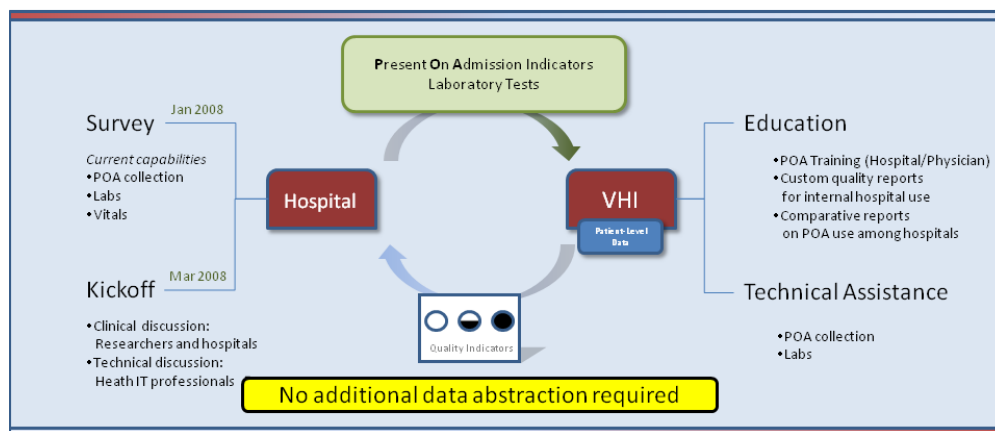 Present On Admission Indicators
Laboratory Tests
Jan 2008
Survey
Current capabilities
•POA collection
•Labs
•Vitals
Hospital
Mar 2008
Kickoff
•Clinical discussion:
Researchers and hospitals
•Technical discussion:
Heath IT professionals
VHI
Patient-Level
Data
Quality Indicators
Education
•POA Training (Hospital/Physician)
•Custom quality reports
for internal hospital use
•Comparative reports
on POA use among hospitals
Technical Assistance
•POA collection
•Labs
No additional data abstraction required